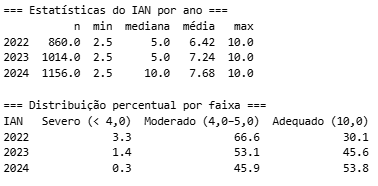 === Estatísticas do IAN por ano ===
n min mediana média max
2022 860.0 2.5 5.0 6.42 10.0
2023 1014.0 2.5 5.0 7.24 10.0
2024 1156.0 2.5 10.0 7.68 10.0
=== Distribuição percentual por faixa ===
IAN Severo (< 4,0) Moderado (4,0–5,0) Adequado (10,0)
2022 3.3 66.6 30.1
2023 1.4 53.1 45.6
2024 0.3 45.9 53.8